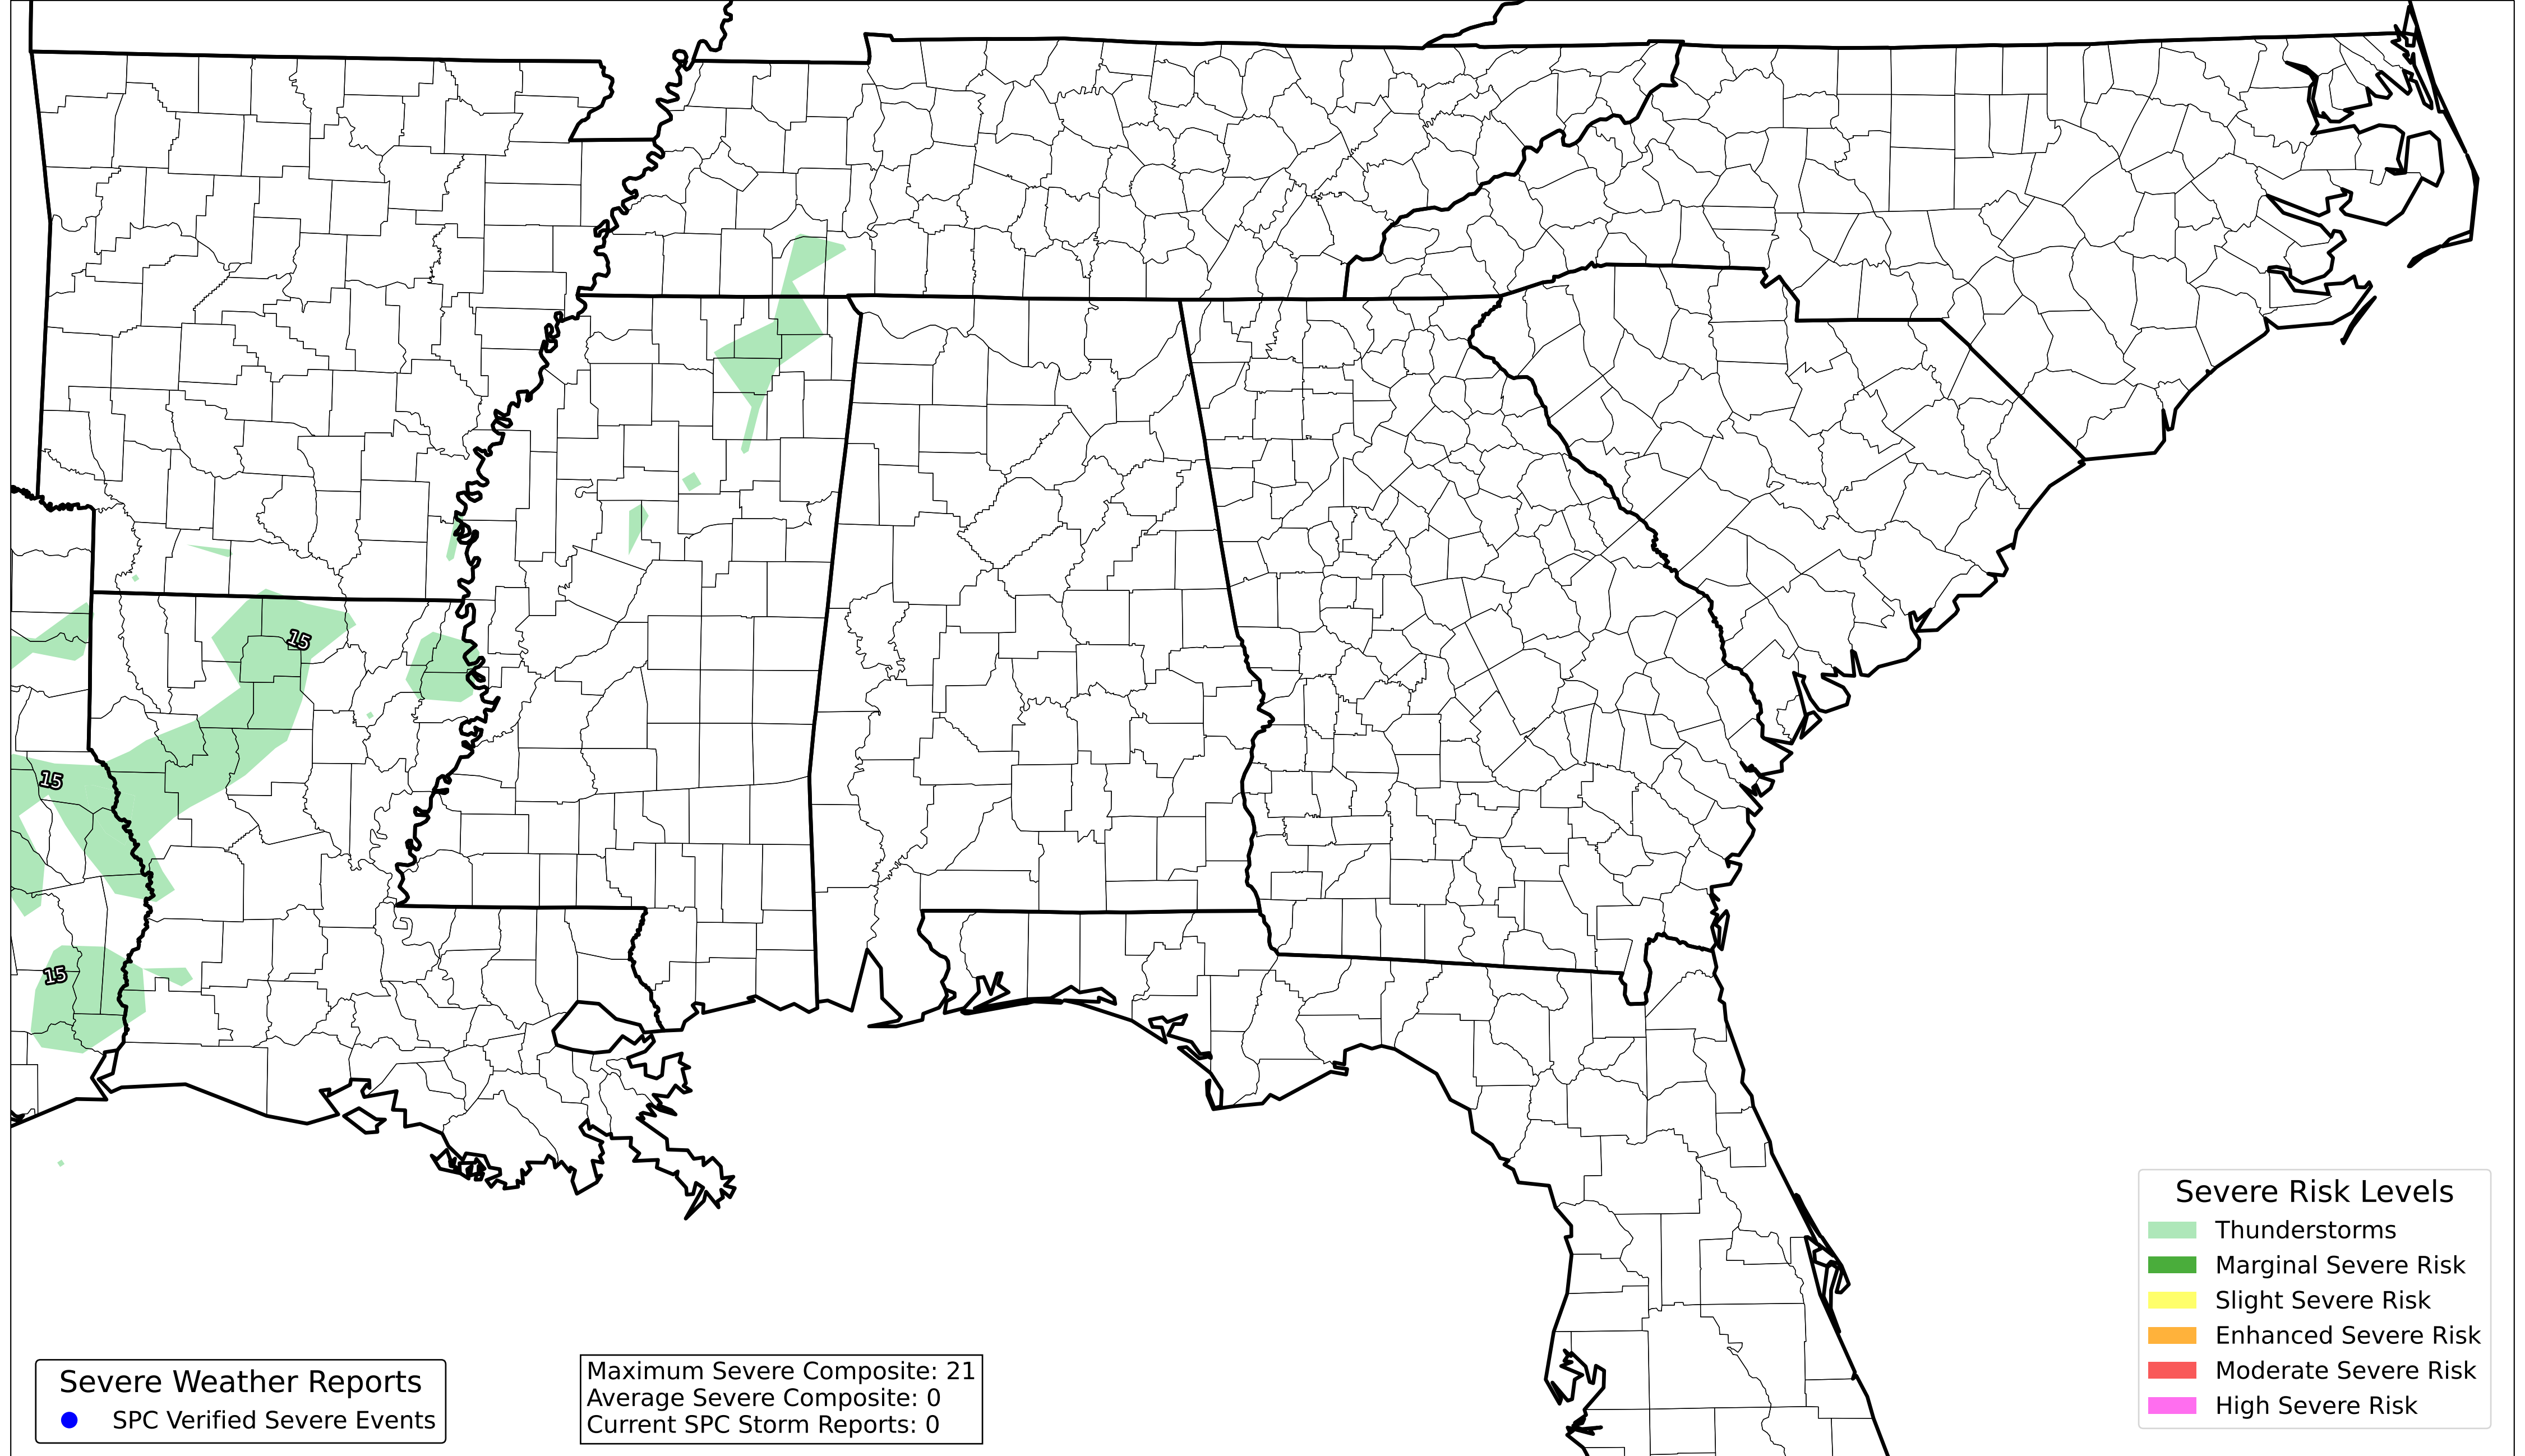 15
15
15
Severe Risk Levels
Thunderstorms
Marginal Severe Risk
Slight Severe Risk
Enhanced Severe Risk
Moderate Severe Risk
High Severe Risk
Severe Weather Reports
SPC Verified Severe Events
Maximum Severe Composite: 21
Average Severe Composite: 0
Current SPC Storm Reports: 0